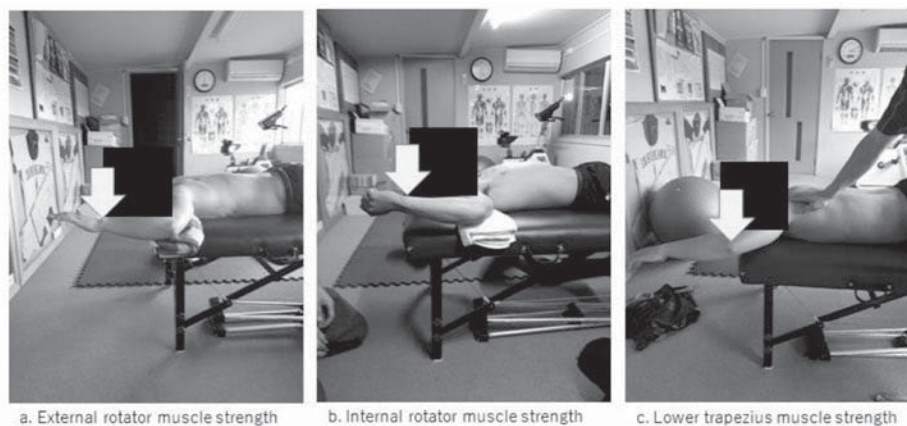 a. External rotator muscle strength
b. Internal rotator muscle strength
c. Lower trapezius muscle strength